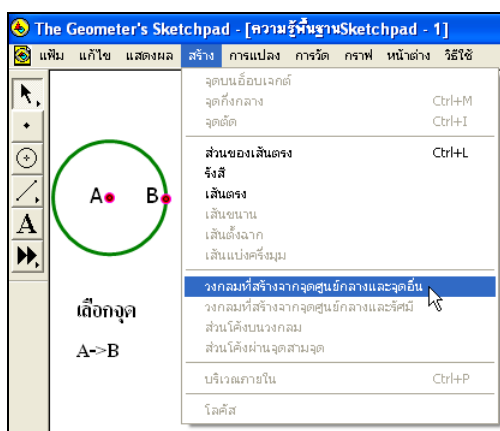 The Geometer's Sketchpad - [ความรู้พื้นฐานSketchpad - 1]
แฟ้ม แก้ไข แสดงผล สร้าง การแปลง การวัด กราฟ หน้าต่าง วิธีใช้
จุดบนอ็อบเจกต์
จุดกึ่งกลาง Ctrl+M
จุดตัด Ctrl+I
ส่วนของเส้นตรง Ctrl+L
รังสี
เส้นตรง
เส้นขนาน
เส้นตั้งฉาก
เส้นแบ่งครึ่งมุม
วงกลมที่สร้างจากจุดศูนย์กลางและจุดอื่น
วงกลมที่สร้างจากจุดศูนย์กลางและรัศมี
ส่วนโค้งบนวงกลม
ส่วนโค้งผ่านจุดสามจุด
บริเวณภายใน Ctrl+P
โลคัส
A
A B
เลือกจุด
A->B